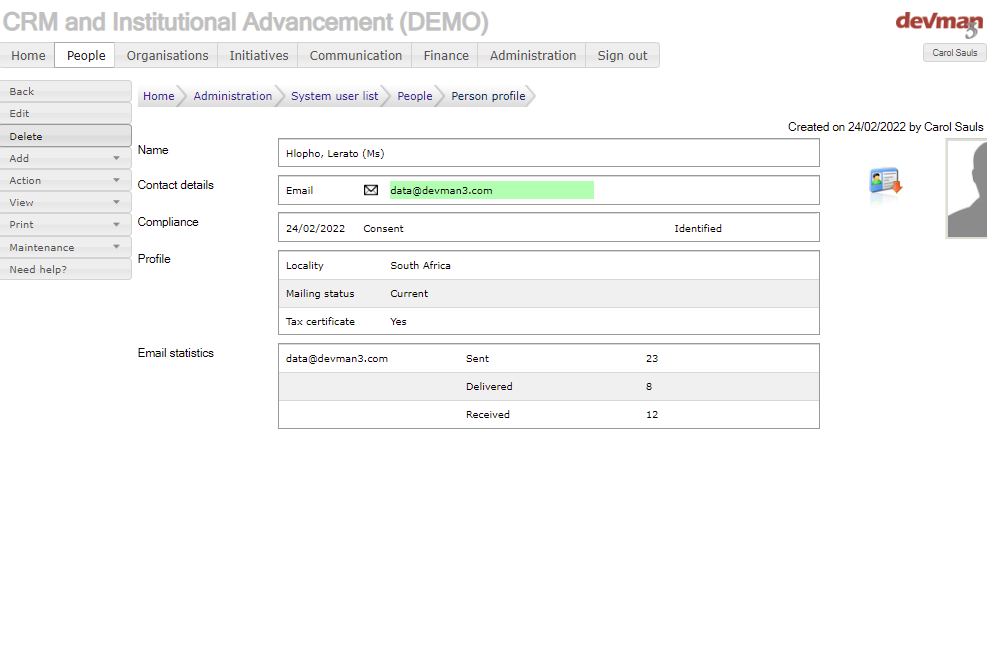 CRM and Institutional Advancement (DEMO)
devman
3
Home People Organisations Initiatives Communication Finance Administration Sign out
Carol Sauls
Back
Edit
Delete
Add
Action
View
Print
Maintenance
Need help?
Home Administration System user list People Person profile
Created on 24/02/2022 by Carol Sauls
Name
Hlopho, Lerato (Ms)
Contact details
Email data@devman3.com
Compliance
24/02/2022 Consent Identified
Profile
Locality South Africa
Mailing status Current
Tax certificate Yes
Email statistics
data@devman3.com Sent 23
Delivered 8
Received 12